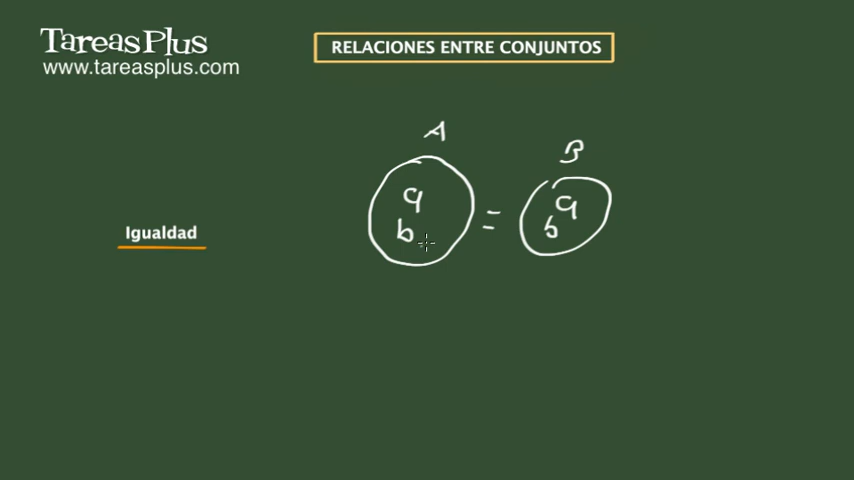 TareasPlus
www.tareasplus.com
RELACIONES ENTRE CONJUNTOS
A
B
a
b
=
a
b
Igualdad